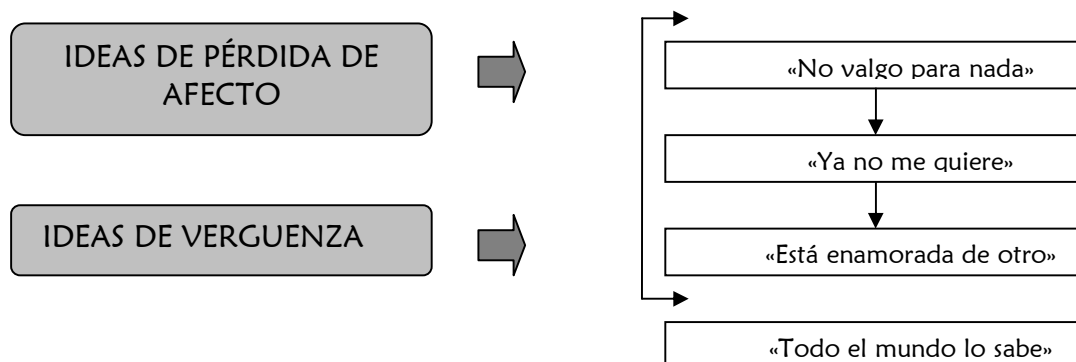 IDEAS DE PÉRDIDA DE
AFECTO
IDEAS DE VERGUENZA
«No valgo para nada»
«Ya no me quiere»
«Está enamorada de otro»
«Todo el mundo lo sabe»